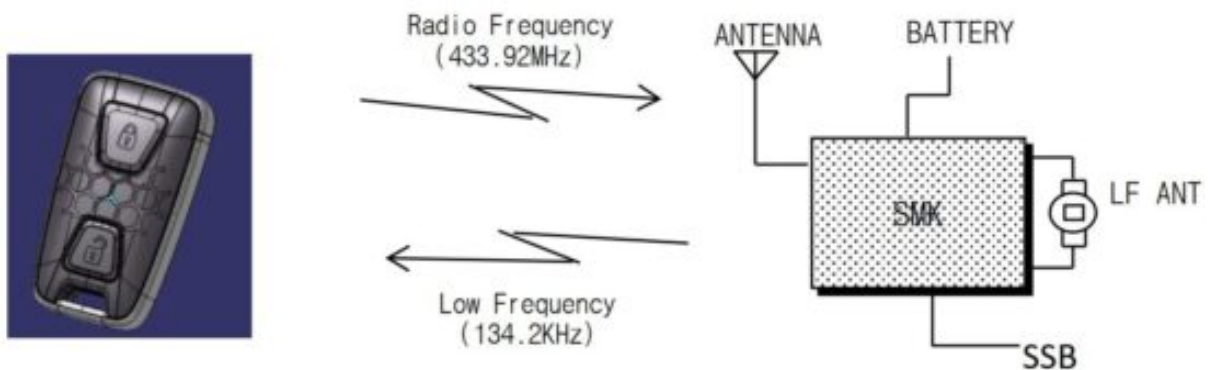 Radio Frequency
(433.92MHz)
ANTENNA
BATTERY
SMK
LF ANT
Low Frequency
(134.2KHz)
SSB